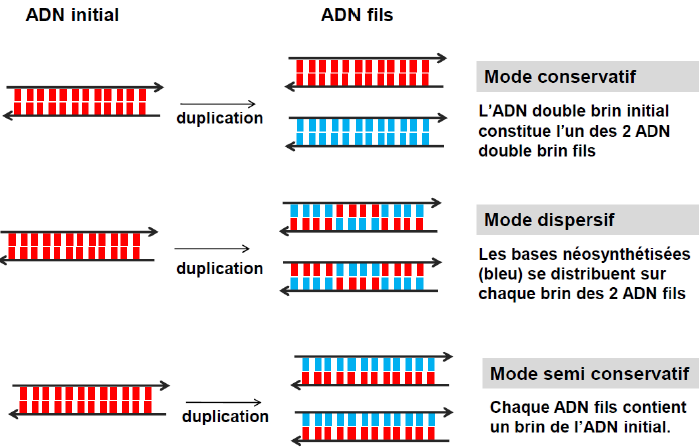 ADN initial
ADN fils
duplication
Mode conservatif
L'ADN double brin initial
constitue l'un des 2 ADN
double brin fils
duplication
Mode dispersif
Les bases néosynthétisées
(bleu) se distribuent sur
chaque brin des 2 ADN fils
duplication
Mode semi conservatif
Chaque ADN fils contient
un brin de l'ADN initial.